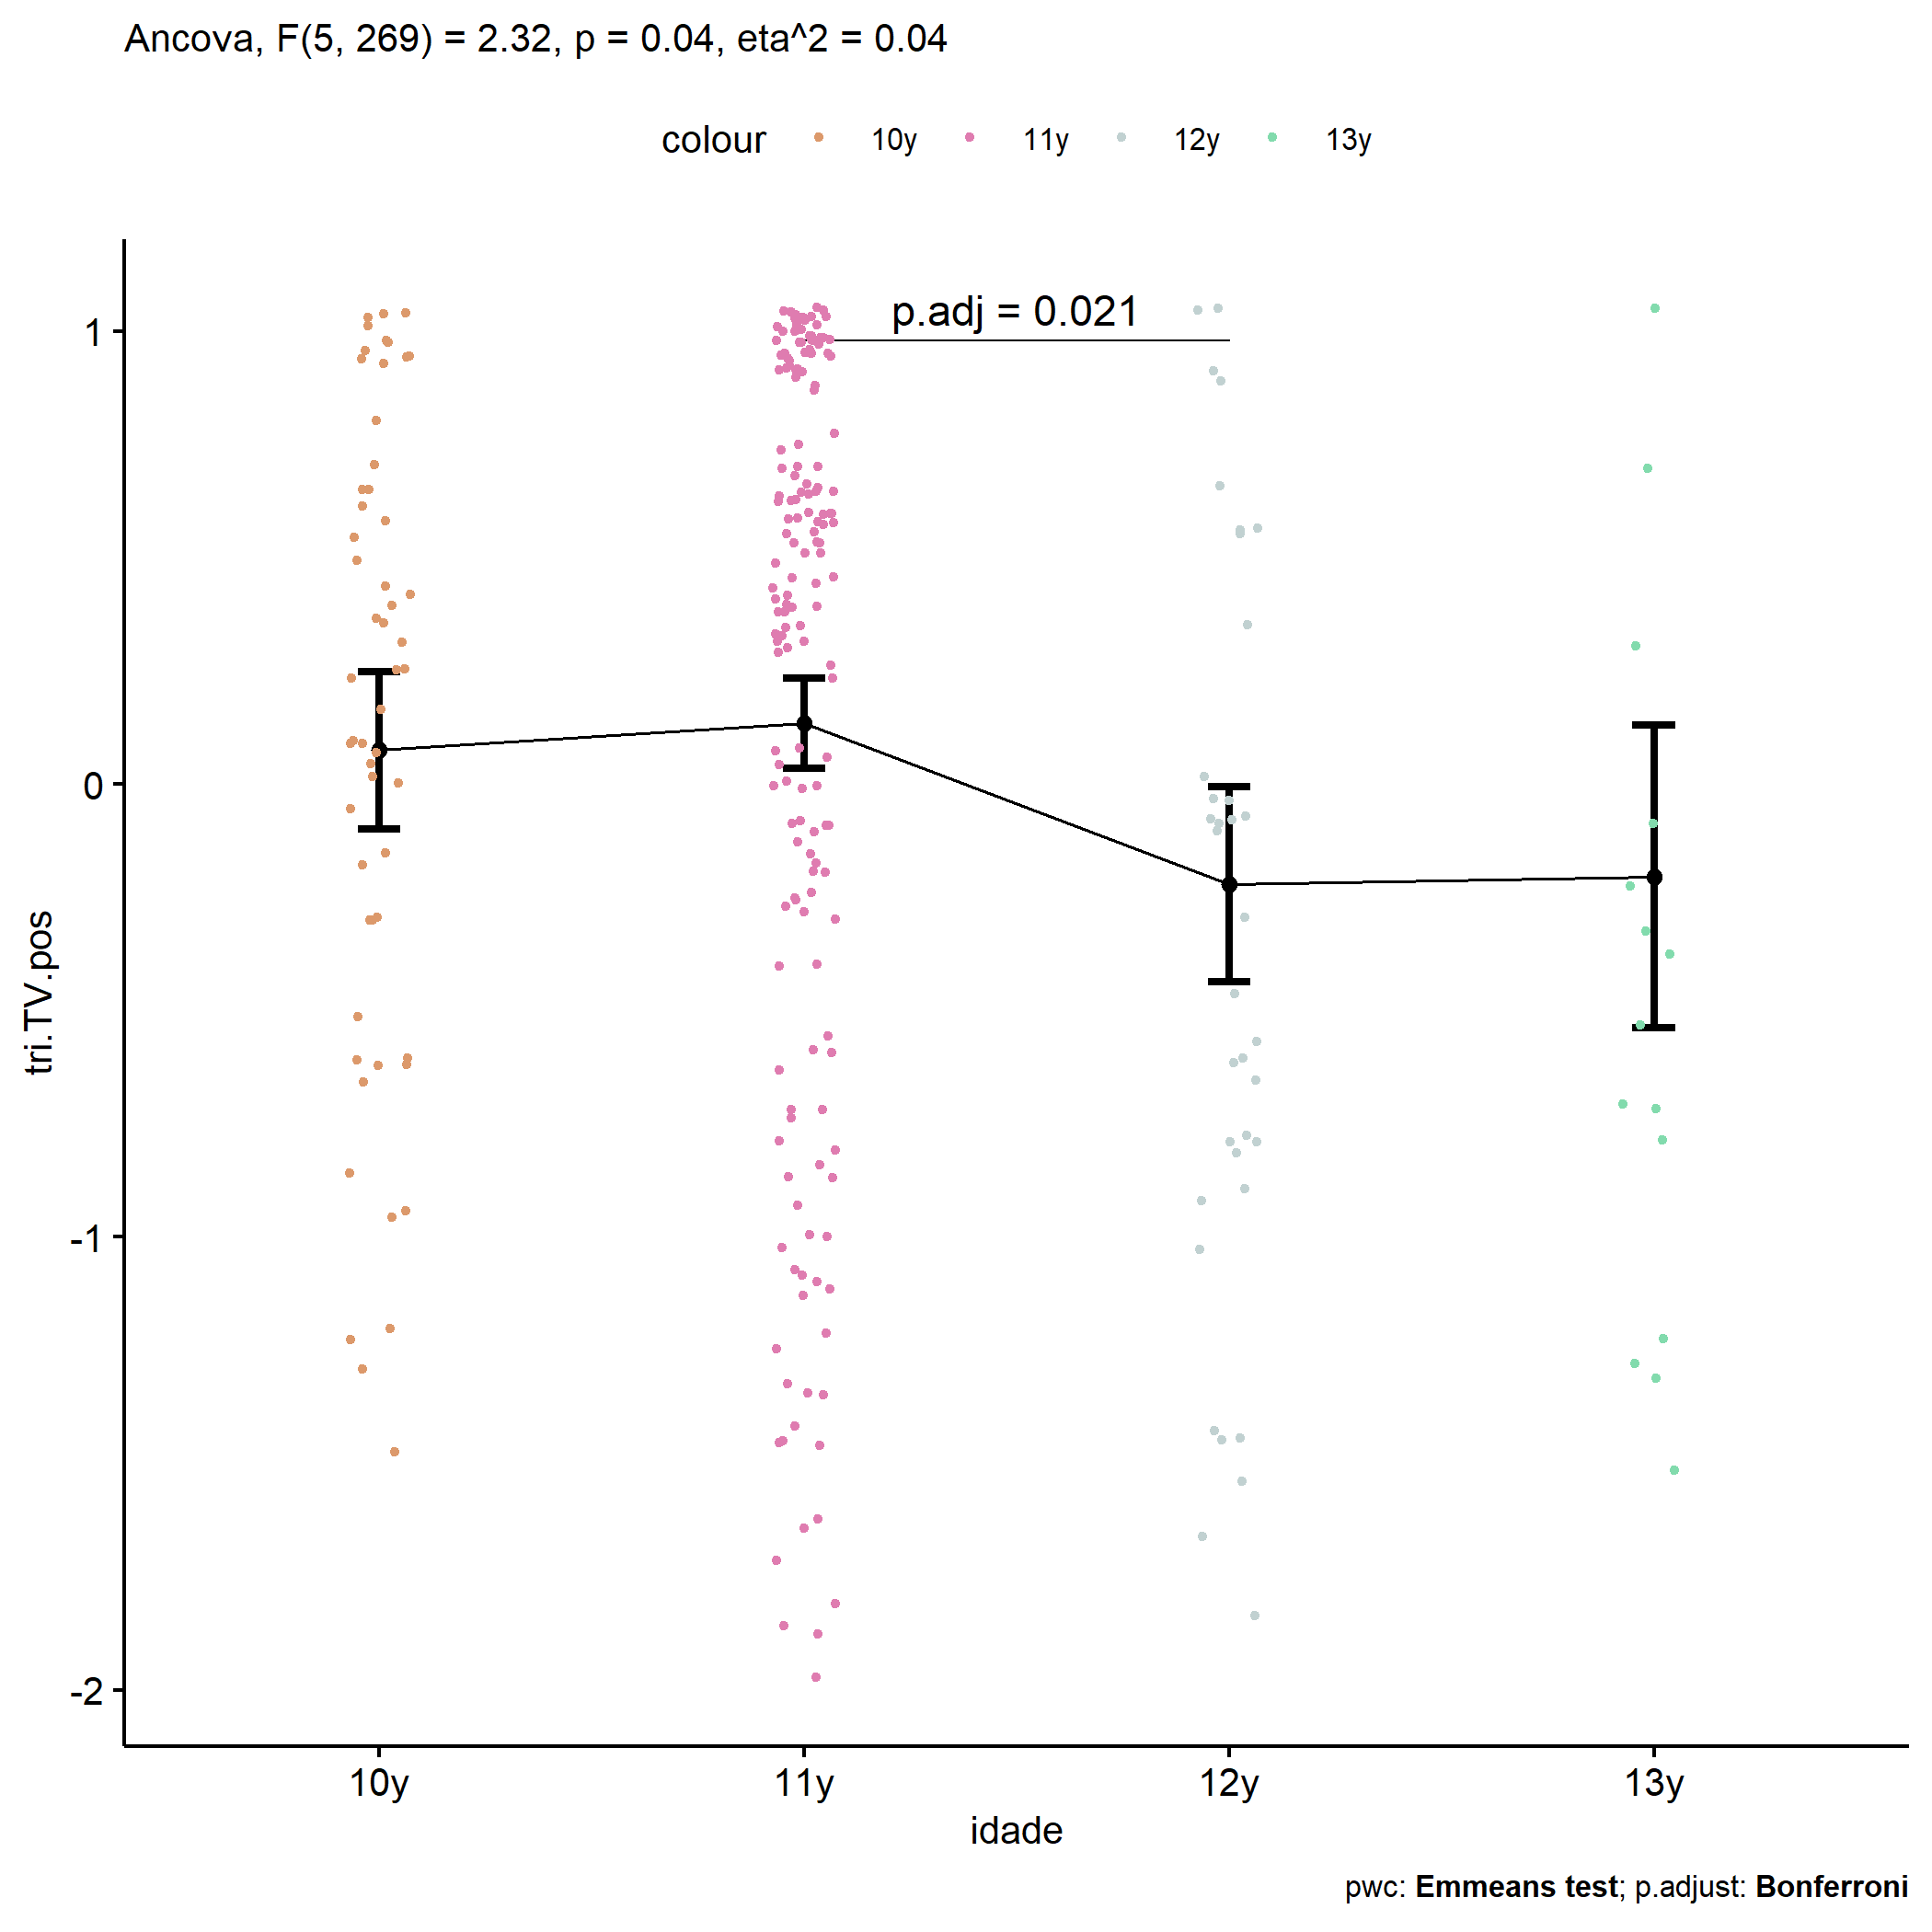 Ancova, F(5, 269) = 2.32, p = 0.04, eta^2 = 0.04
colour 10y 11y 12y 13y
p.adj = 0.021
1
0
-1
-2
tri.TV.pos
10y 11y 12y 13y
idade
pwc: Emmeans test; p.adjust: Bonferroni